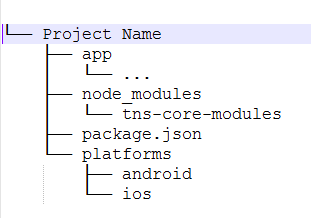 └── Project Name
    ├── app
    │   └── ...
    ├── node_modules
    │   └── tns-core-modules
    ├── package.json
    └── platforms
        ├── android
        └── ios